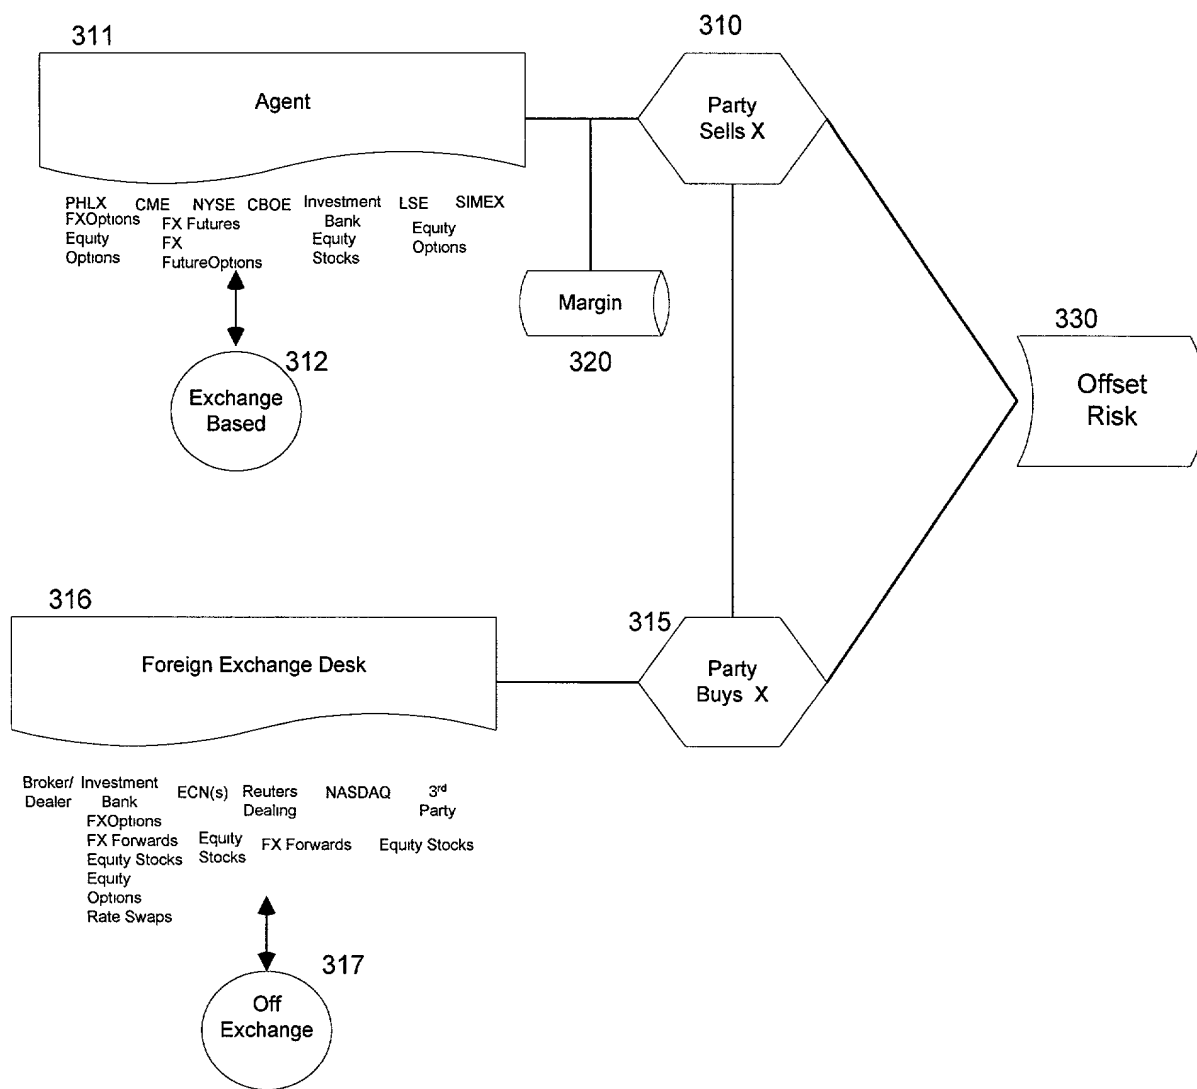 311
310
Agent
Party
Sells X
PHLX CME NYSE CBOE Investment LSE SIMEX
FXOptions FX Futures Bank Equity
Equity FX Equity Options
Options FutureOptions Stocks
Margin
320
312
Exchange
Based
330
Offset
Risk
316
315
Foreign Exchange Desk
Party
Buys X
Broker/ Investment ECN(s) Reuters NASDAQ 3rd
Dealer Bank Dealing Party
FXOptions
FX Forwards Equity FX Forwards Equity Stocks
Equity Stocks Stocks
Equity
Options
Rate Swaps
317
Off
Exchange